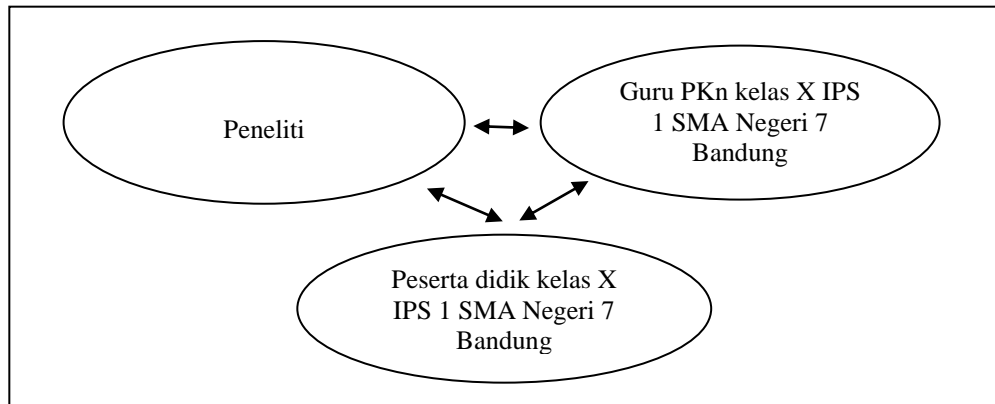 Peneliti
Guru PKn kelas X IPS
1 SMA Negeri 7
Bandung
Peserta didik kelas X
IPS 1 SMA Negeri 7
Bandung